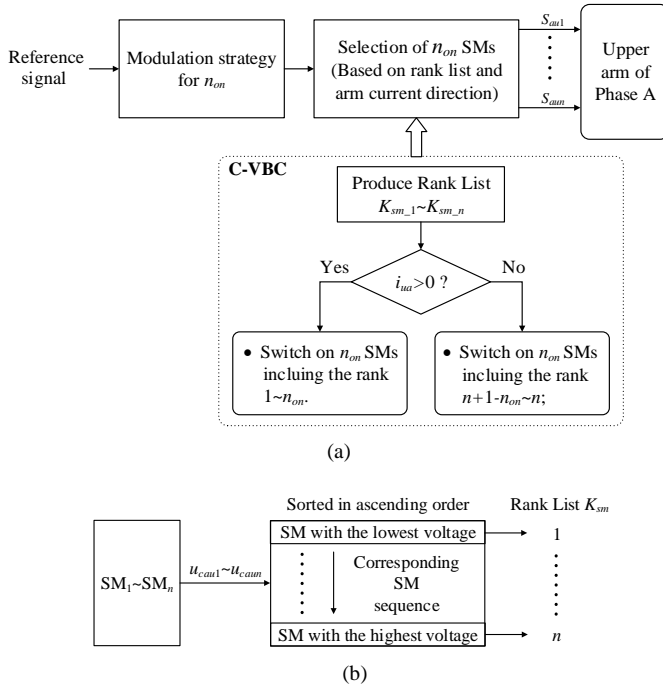 Reference
signal
Modulation strategy
for n_on
Selection of n_on SMs
(Based on rank list and
arm current direction)
S_au1
S_aun
Upper
arm of
Phase A
C-VBC
Produce Rank List
K_sm_1~K_sm_n
Yes
i_ua>0 ?
No
• Switch on n_on SMs
incluing the rank
1~n_on.
• Switch on n_on SMs
incluing the rank
n+1-n_on~n;
(a)
Sorted in ascending order
Rank List K_sm
SM_1~SM_n
u_cau1~u_caun
SM with the lowest voltage
1
Corresponding
SM
sequence
SM with the highest voltage
n
(b)